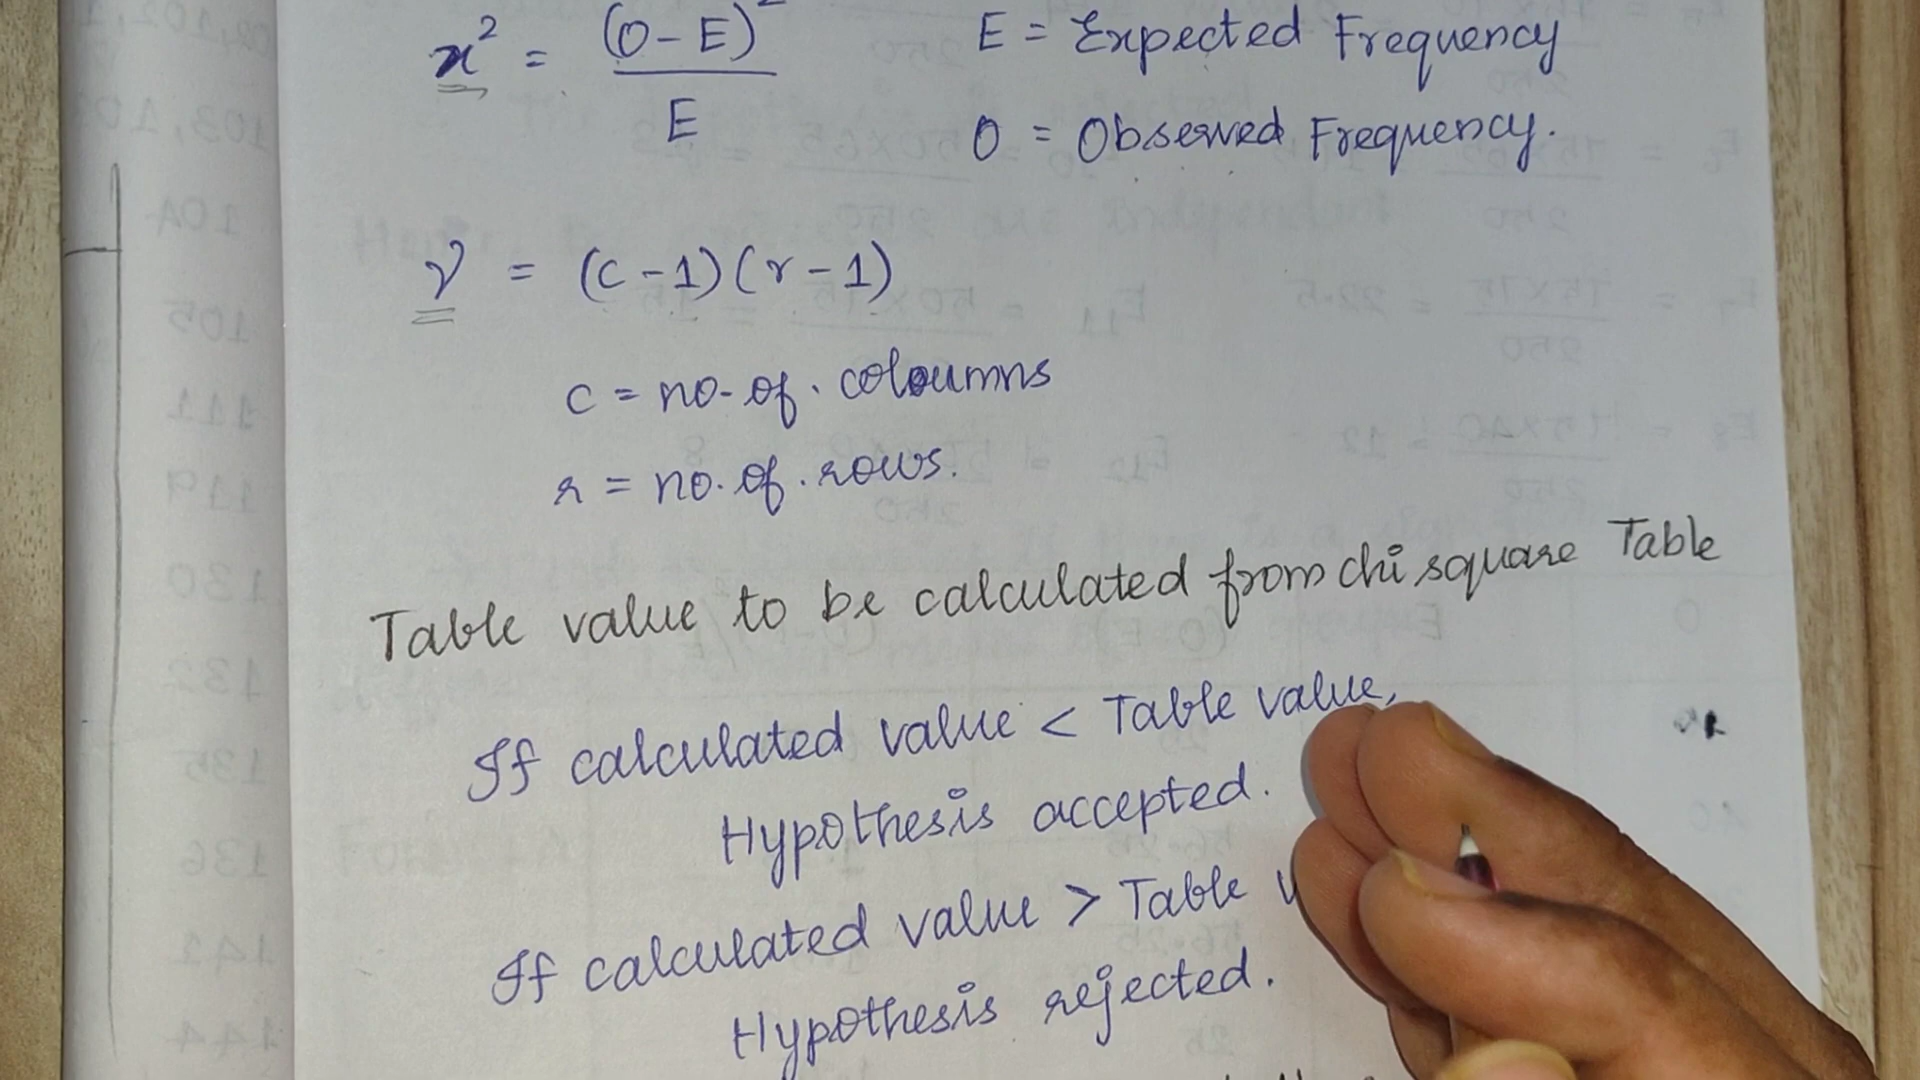 x² = (O-E)² / E E = Expected Frequency
O = Observed Frequency.
γ = (c-1)(r-1)
c = no. of. coloumns
r = no. of. rows.
Table value to be calculated from chi square Table
If calculated value < Table value,
Hypothesis accepted.
If calculated value > Table
Hypothesis rejected.